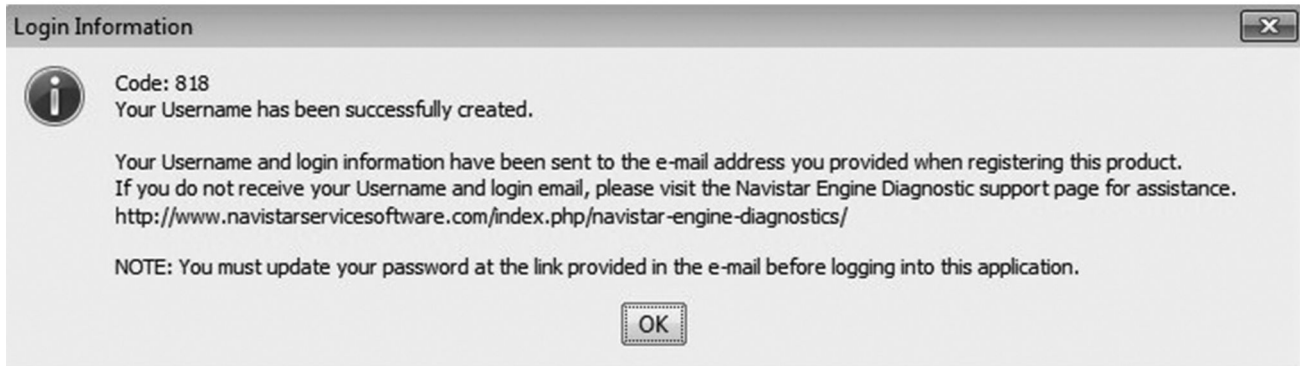 Login Information
Code: 818
Your Username has been successfully created.
Your Username and login information have been sent to the e-mail address you provided when registering this product.
If you do not receive your Username and login email, please visit the Navistar Engine Diagnostic support page for assistance.
http://www.navistarservicesoftware.com/index.php/navistar-engine-diagnostics/
NOTE: You must update your password at the link provided in the e-mail before logging into this application.
OK